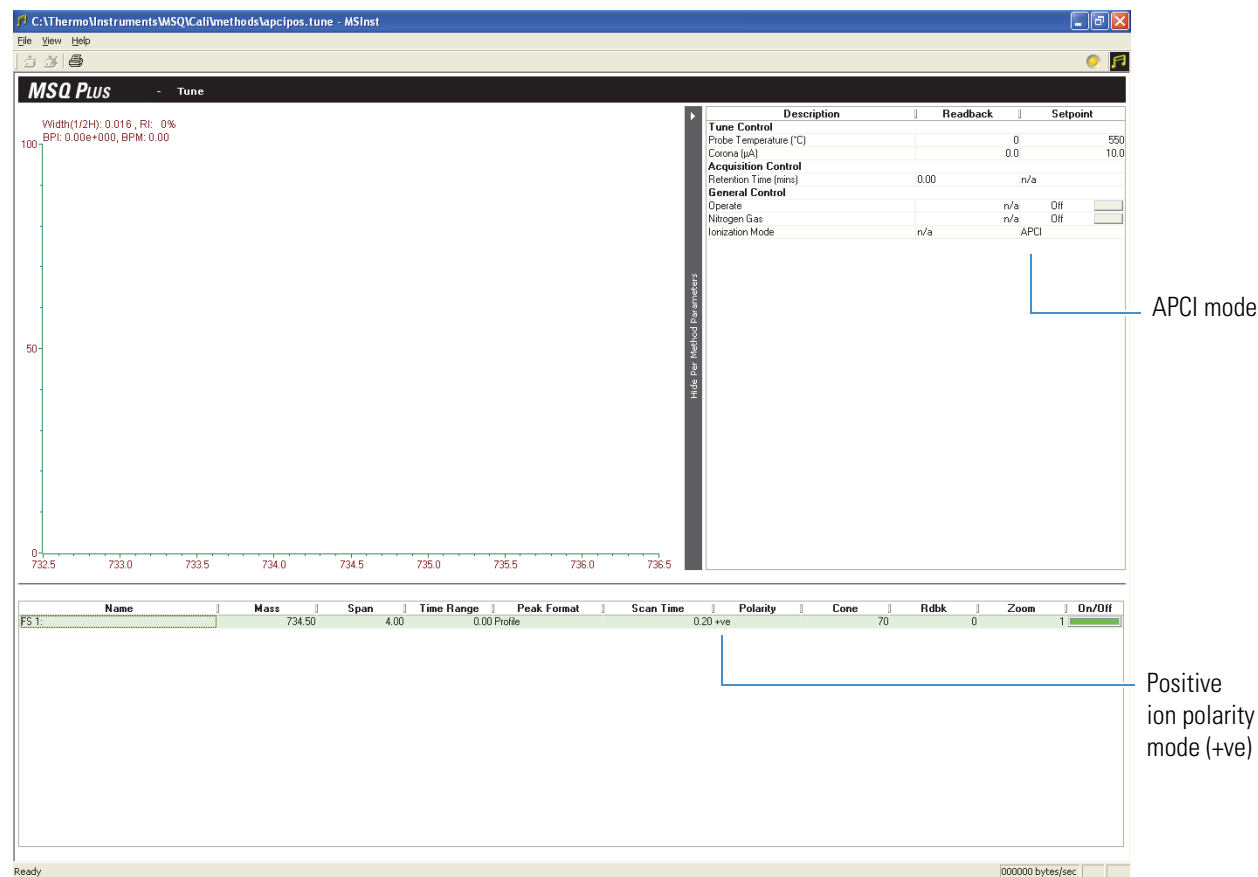 C:\Thermo\Instruments\MSQ\Cali\methods\apcipos.tune - MSInst
File View Help
MSQ PLUS - Tune
Width(1/2H): 0.016 , RI: 0%
BPI: 0.00e+000, BPM: 0.00
100
50
0
732.5 733.0 733.5 734.0 734.5 735.0 735.5 736.0 736.5
Hide Per Method Parameters
Description Readback Setpoint
Tune Control
Probe Temperature (°C) 0 550
Corona (µA) 0.0 10.0
Acquisition Control
Retention Time (mins) 0.00 n/a
General Control
Operate n/a Off
Nitrogen Gas n/a Off
Ionization Mode n/a APCI
APCI mode
Name Mass Span Time Range Peak Format Scan Time Polarity Cone Rdbk Zoom On/Off
FS 1: 734.50 4.00 0.00 Profile 0.20 +ve 70 0 1
Positive
ion polarity
mode (+ve)
Ready 000000 bytes/sec